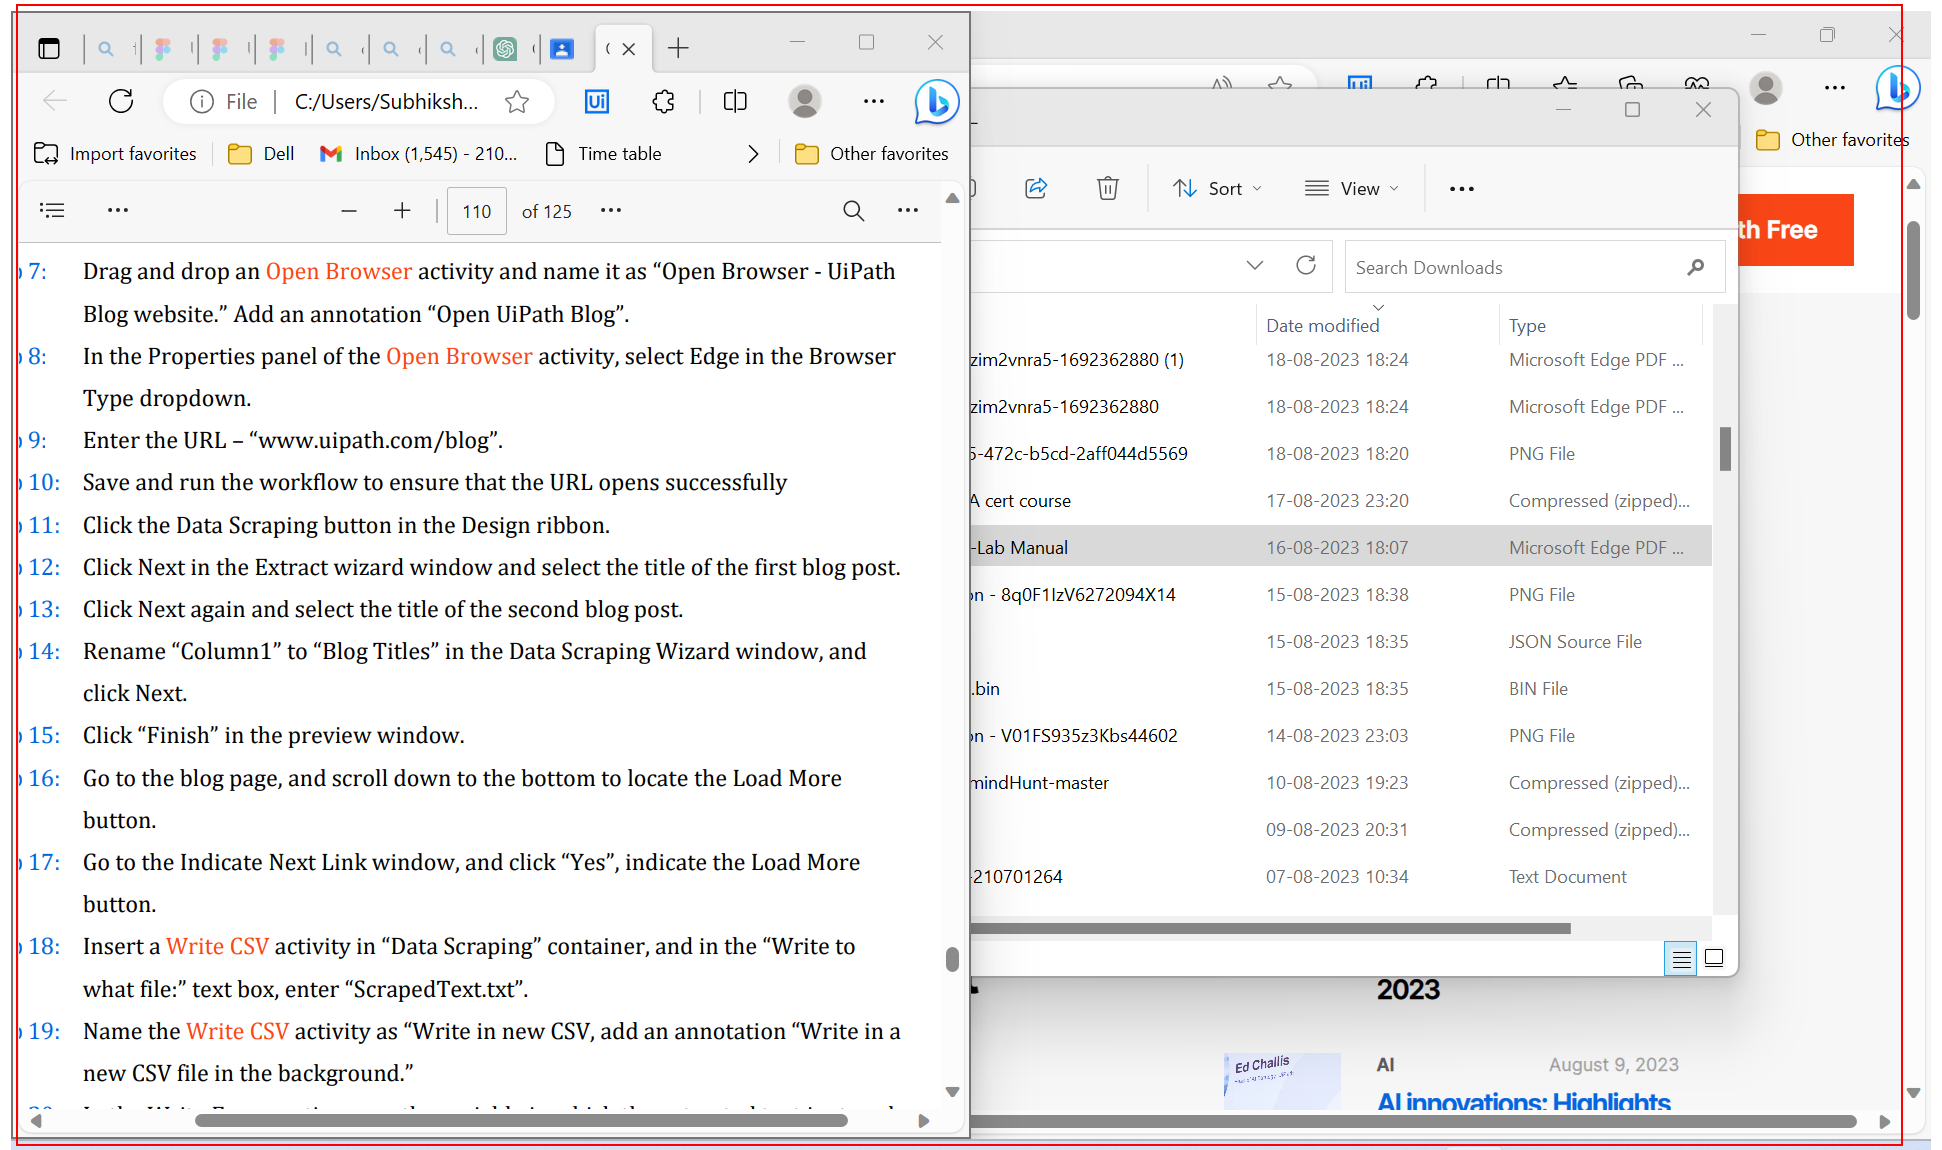 File
C:/Users/Subhiksh...
Import favorites
Dell
Inbox (1,545) - 210...
Time table
Other favorites
110 of 125
7: Drag and drop an Open Browser activity and name it as “Open Browser - UiPath
Blog website.” Add an annotation “Open UiPath Blog”.
8: In the Properties panel of the Open Browser activity, select Edge in the Browser
Type dropdown.
9: Enter the URL – “www.uipath.com/blog”.
10: Save and run the workflow to ensure that the URL opens successfully
11: Click the Data Scraping button in the Design ribbon.
12: Click Next in the Extract wizard window and select the title of the first blog post.
13: Click Next again and select the title of the second blog post.
14: Rename “Column1” to “Blog Titles” in the Data Scraping Wizard window, and
click Next.
15: Click “Finish” in the preview window.
16: Go to the blog page, and scroll down to the bottom to locate the Load More
button.
17: Go to the Indicate Next Link window, and click “Yes”, indicate the Load More
button.
18: Insert a Write CSV activity in “Data Scraping” container, and in the “Write to
what file:” text box, enter “ScrapedText.txt”.
19: Name the Write CSV activity as “Write in new CSV, add an annotation “Write in a
new CSV file in the background.”
Other favorites
th Free
Sort
View
Search Downloads
Date modified Type
zim2vnra5-1692362880 (1) 18-08-2023 18:24 Microsoft Edge PDF ...
zim2vnra5-1692362880 18-08-2023 18:24 Microsoft Edge PDF ...
5-472c-b5cd-2aff044d5569 18-08-2023 18:20 PNG File
A cert course 17-08-2023 23:20 Compressed (zipped)...
-Lab Manual 16-08-2023 18:07 Microsoft Edge PDF ...
on - 8q0F1IzV6272094X14 15-08-2023 18:38 PNG File
15-08-2023 18:35 JSON Source File
.bin 15-08-2023 18:35 BIN File
on - V01FS935z3Kbs44602 14-08-2023 23:03 PNG File
mindHunt-master 10-08-2023 19:23 Compressed (zipped)...
09-08-2023 20:31 Compressed (zipped)...
-210701264 07-08-2023 10:34 Text Document
2023
Ed Challis
AI August 9, 2023
AI innovations: Highlights